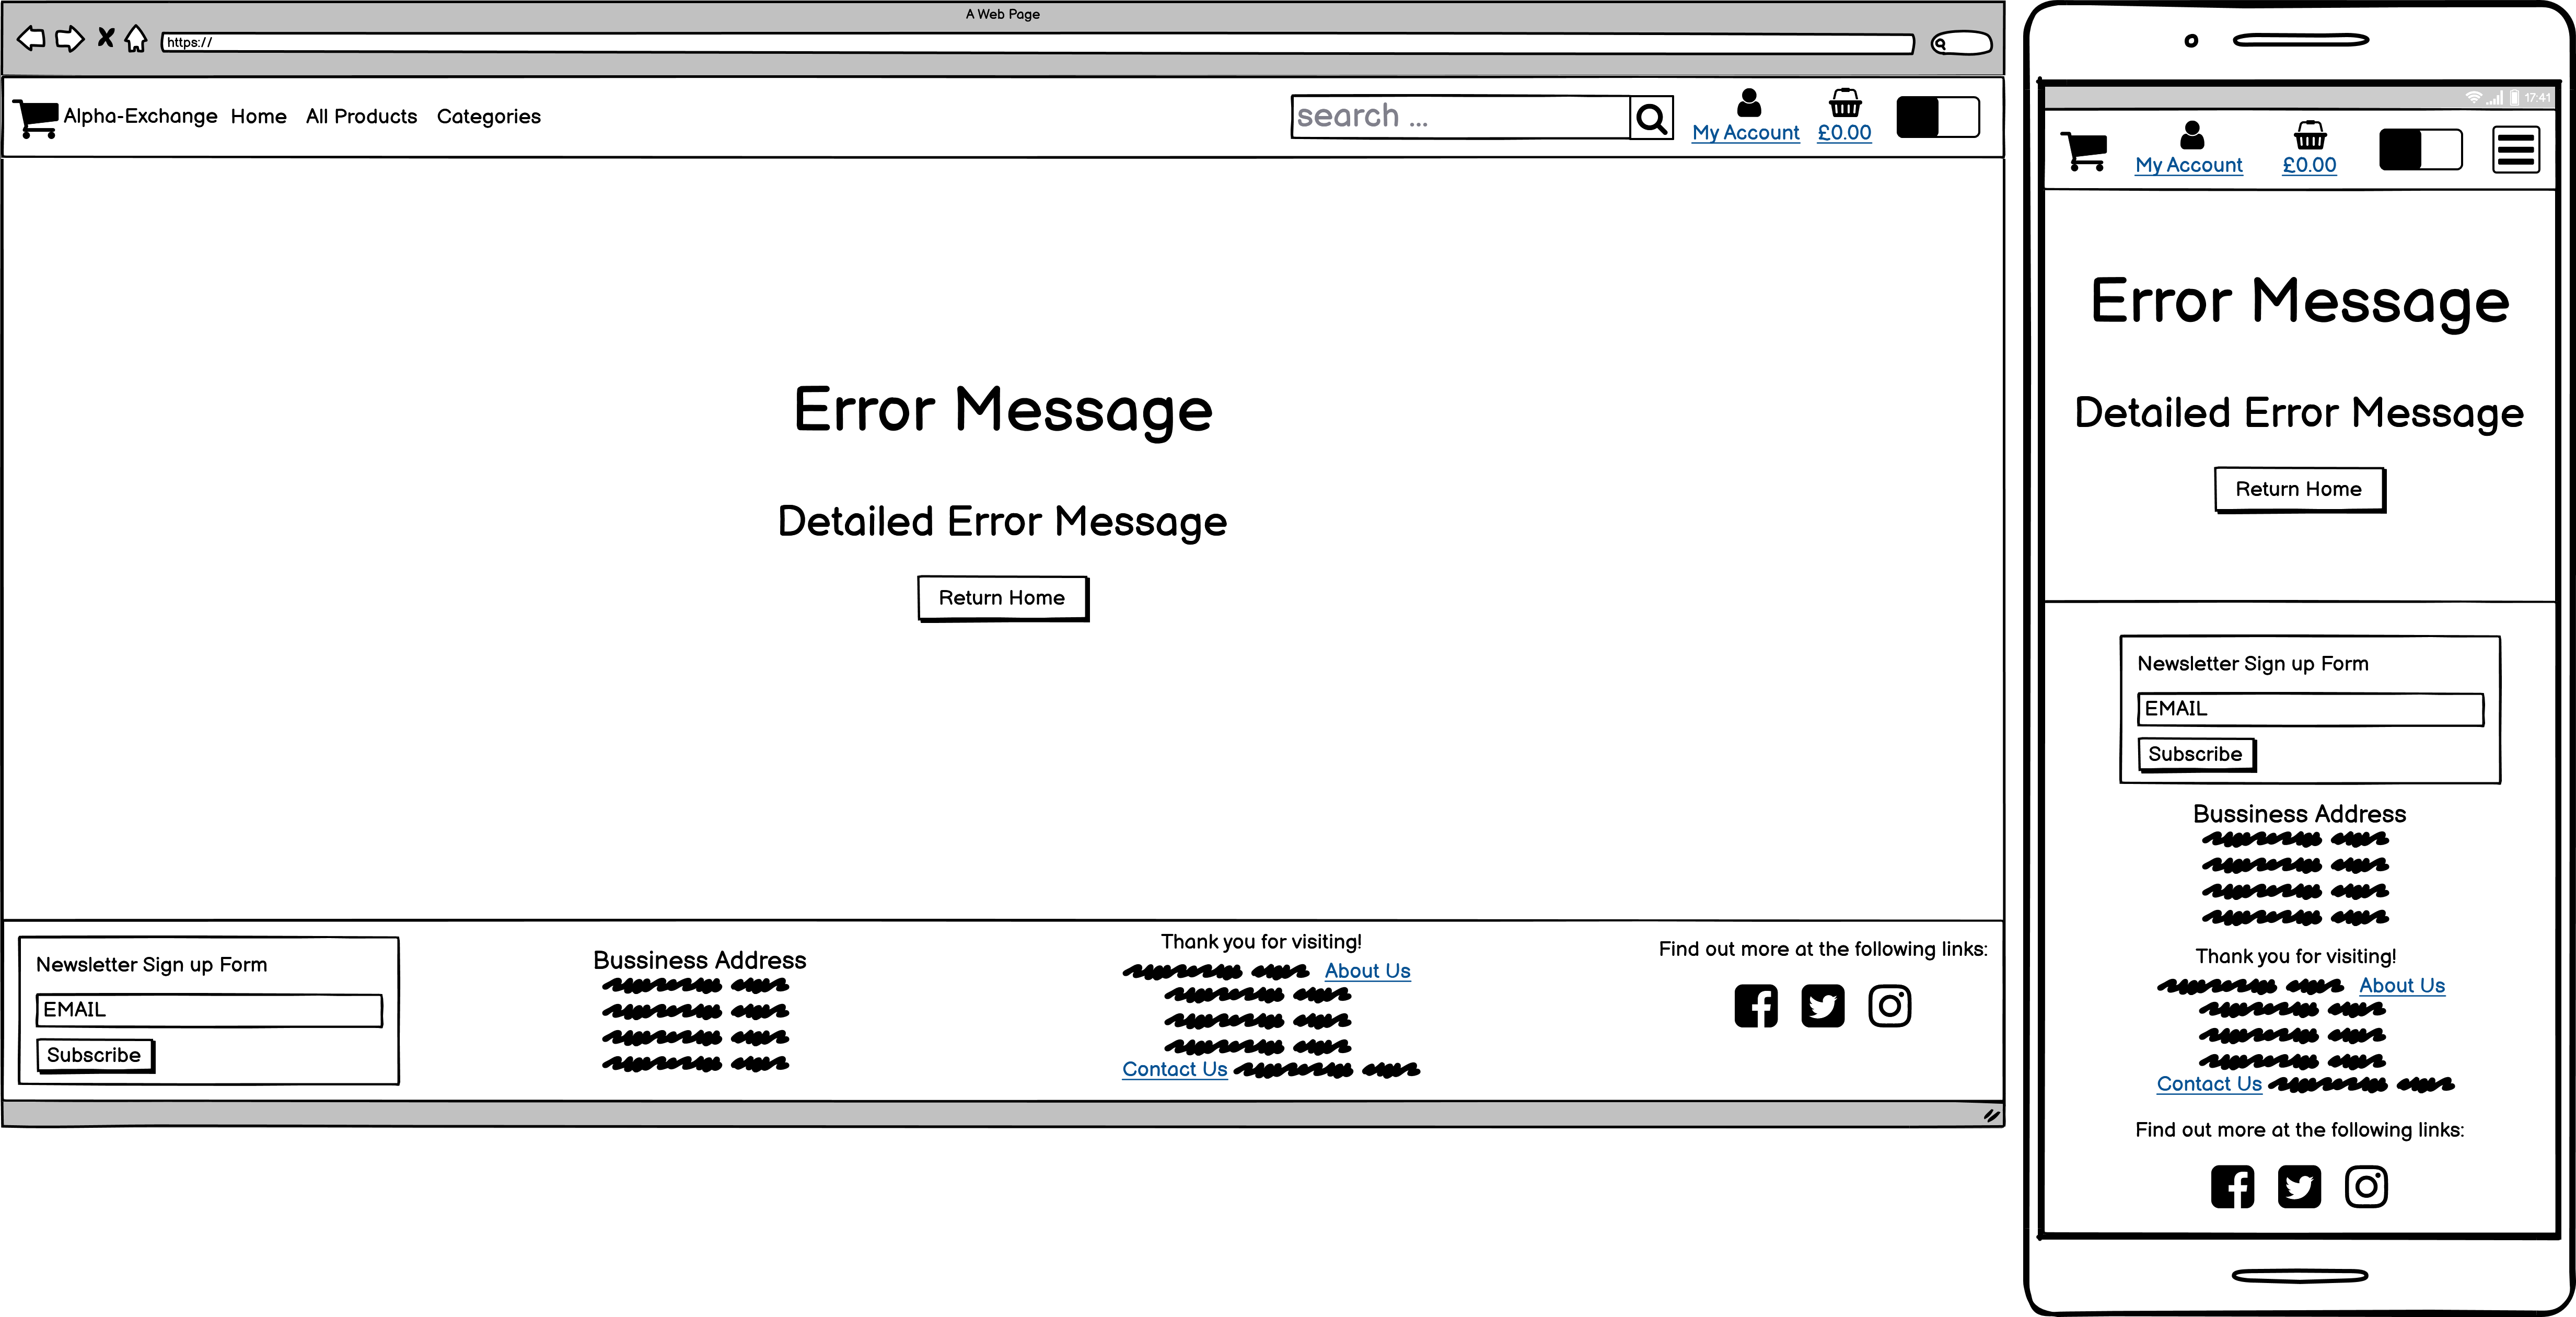 A Web Page
https://
Alpha-Exchange Home All Products Categories
search ...
My Account £0.00
Error Message
Detailed Error Message
Return Home
Newsletter Sign up Form
EMAIL
Subscribe
Bussiness Address
Thank you for visiting!
About Us
Contact Us
Find out more at the following links:
17:41
My Account £0.00
Error Message
Detailed Error Message
Return Home
Newsletter Sign up Form
EMAIL
Subscribe
Bussiness Address
Thank you for visiting!
About Us
Contact Us
Find out more at the following links: